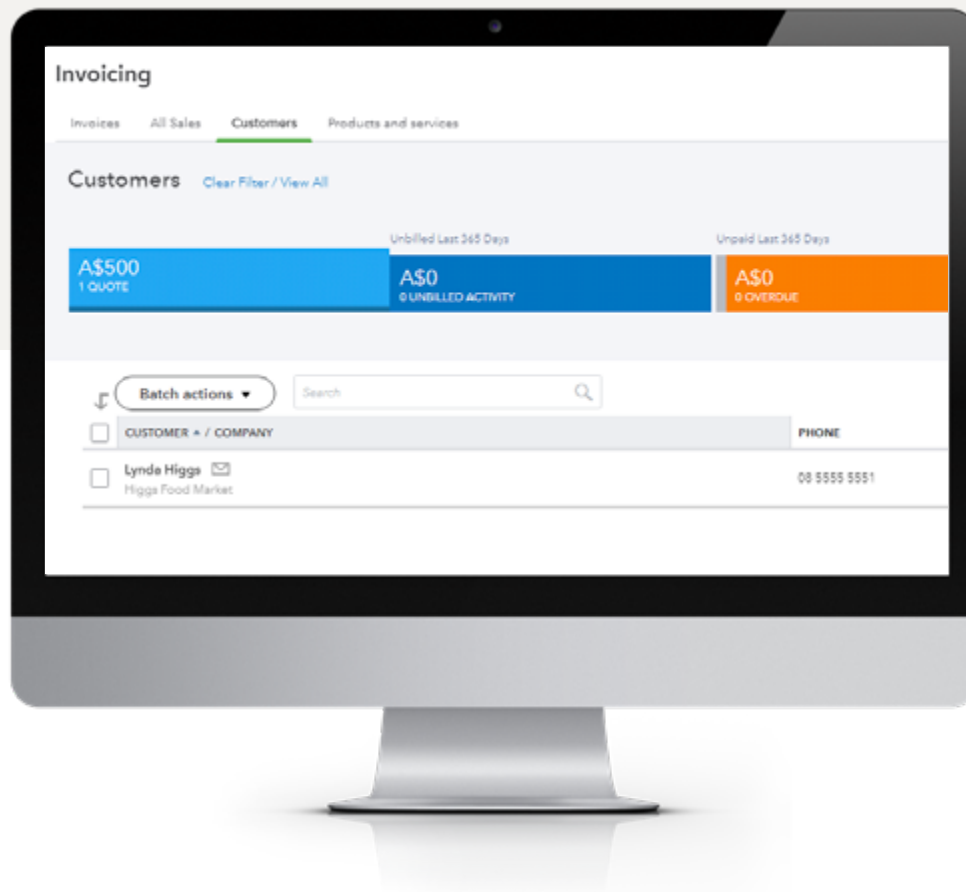 Invoicing
Invoices All Sales Customers Products and services
Customers Clear Filter / View All
Unbilled Last 365 Days Unpaid Last 365 Days
A$500 A$0 A$0
1 QUOTE 0 UNBILLED ACTIVITY 0 OVERDUE
Batch actions Search
CUSTOMER / COMPANY PHONE
Lynda Higgs 08 5555 5551
Higgs Food Market